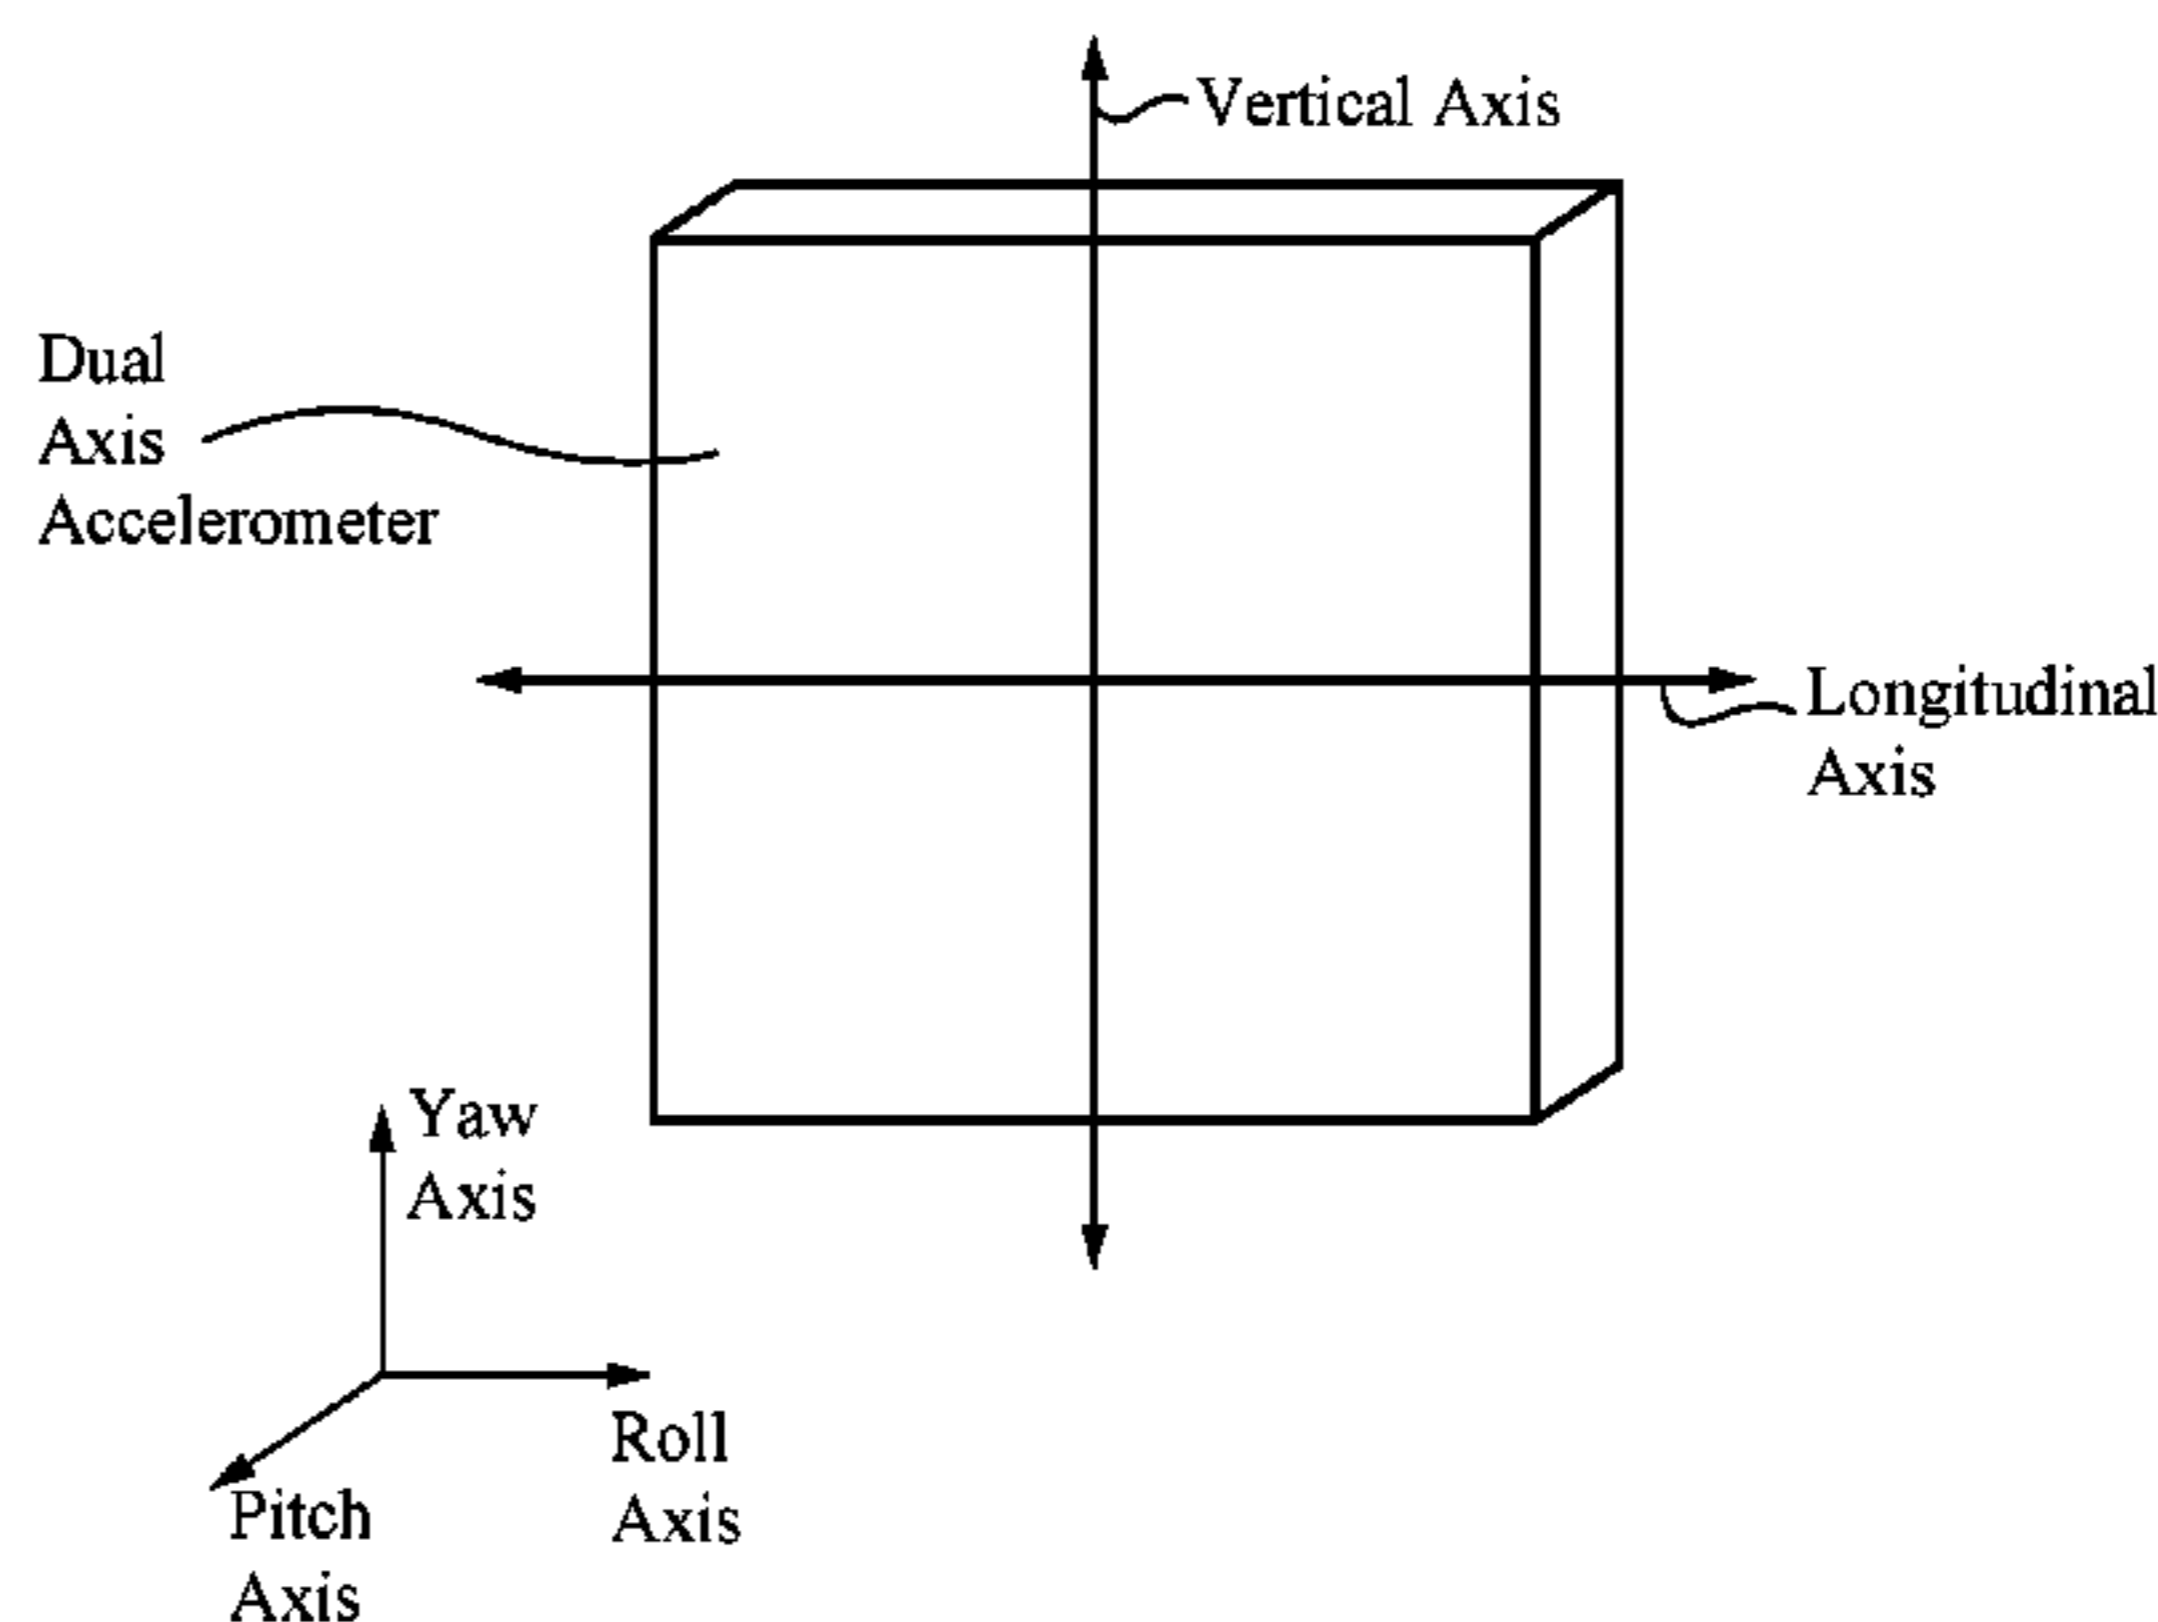 Vertical Axis
Dual
Axis
Accelerometer
Longitudinal
Axis
Yaw
Axis
Roll
Axis
Pitch
Axis